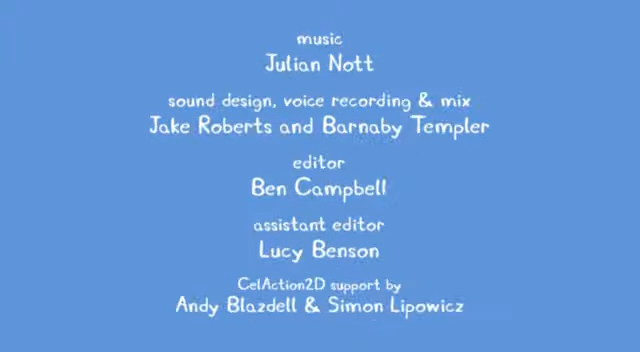 music
Julian Nott
sound design, voice recording & mix
Jake Roberts and Barnaby Templer
editor
Ben Campbell
assistant editor
Lucy Benson
CelAction2D support by
Andy Blazdell & Simon Lipowicz